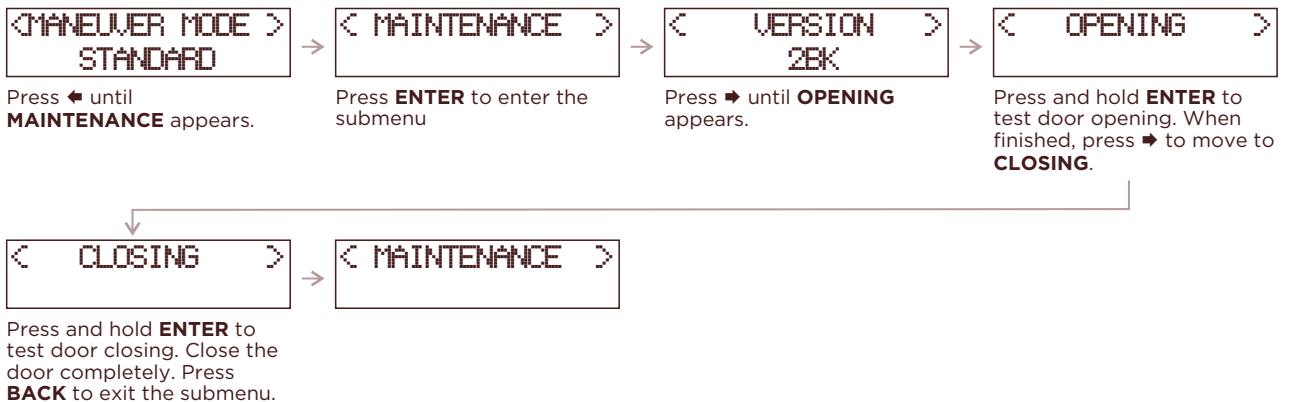 <MANEUVER MODE >
STANDARD
< MAINTENANCE >
< VERSION >
2BK
< OPENING >
Press ← until
MAINTENANCE appears.
Press ENTER to enter the
submenu
Press → until OPENING
appears.
Press and hold ENTER to
test door opening. When
finished, press → to move to
CLOSING.
< CLOSING >
< MAINTENANCE >
Press and hold ENTER to
test door closing. Close the
door completely. Press
BACK to exit the submenu.